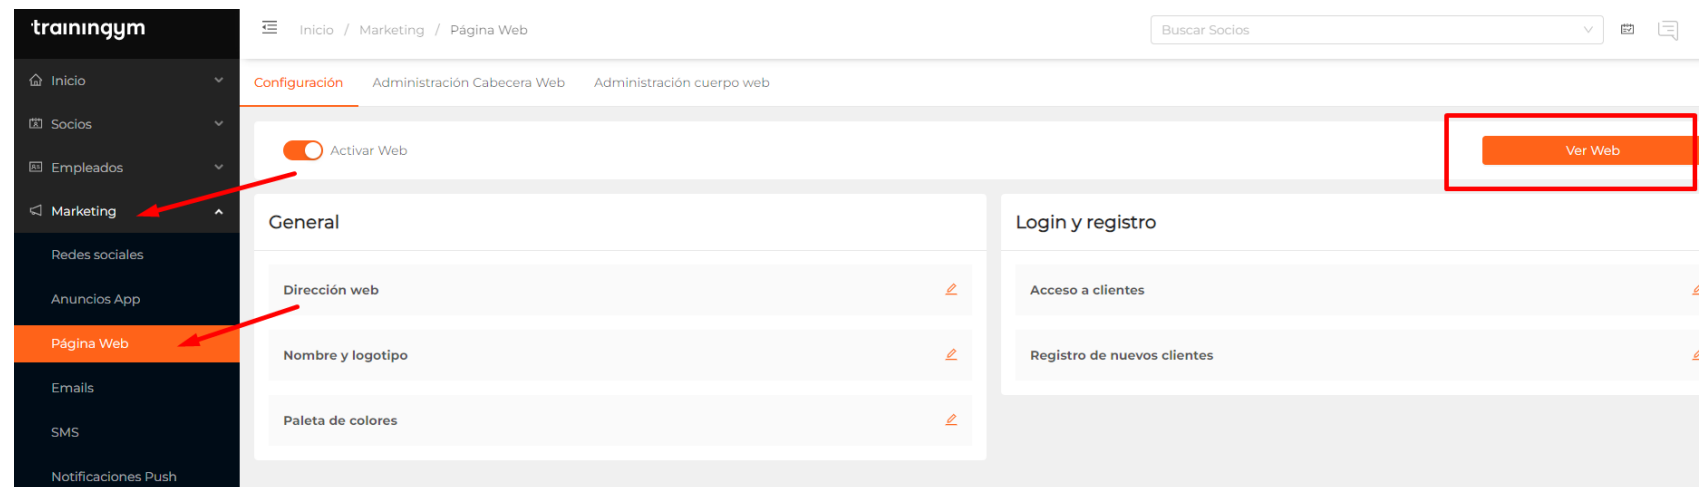 trainingym
Inicio / Marketing / Página Web
Buscar Socios
Inicio
Socios
Empleados
Marketing
Redes sociales
Anuncios App
Página Web
Emails
SMS
Notificaciones Push
Configuración
Administración Cabecera Web
Administración cuerpo web
Activar Web
Ver Web
General
Dirección web
Nombre y logotipo
Paleta de colores
Login y registro
Acceso a clientes
Registro de nuevos clientes